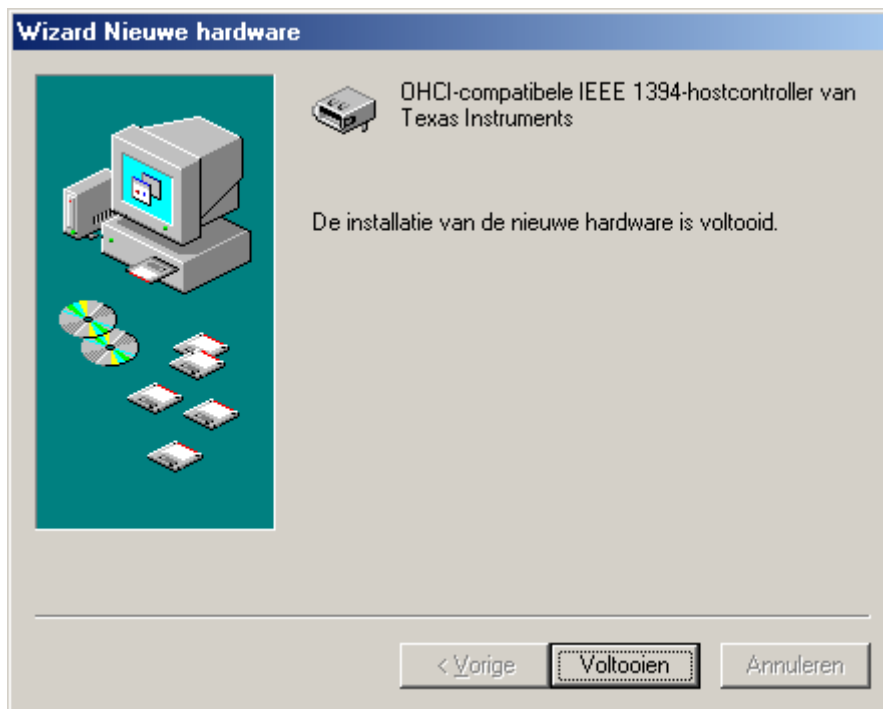 Wizard Nieuwe hardware
OHCI-compatibele IEEE 1394-hostcontroller van
Texas Instruments
De installatie van de nieuwe hardware is voltooid.
< Vorige
Voltooien
Annuleren